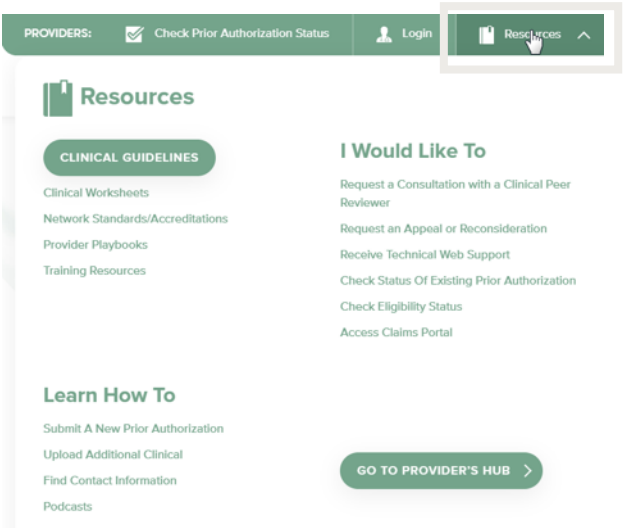 PROVIDERS:
Check Prior Authorization Status
Login
Resources
Resources
CLINICAL GUIDELINES
Clinical Worksheets
Network Standards/Accreditations
Provider Playbooks
Training Resources
I Would Like To
Request a Consultation with a Clinical Peer
Reviewer
Request an Appeal or Reconsideration
Receive Technical Web Support
Check Status Of Existing Prior Authorization
Check Eligibility Status
Access Claims Portal
Learn How To
Submit A New Prior Authorization
Upload Additional Clinical
Find Contact Information
Podcasts
GO TO PROVIDER'S HUB